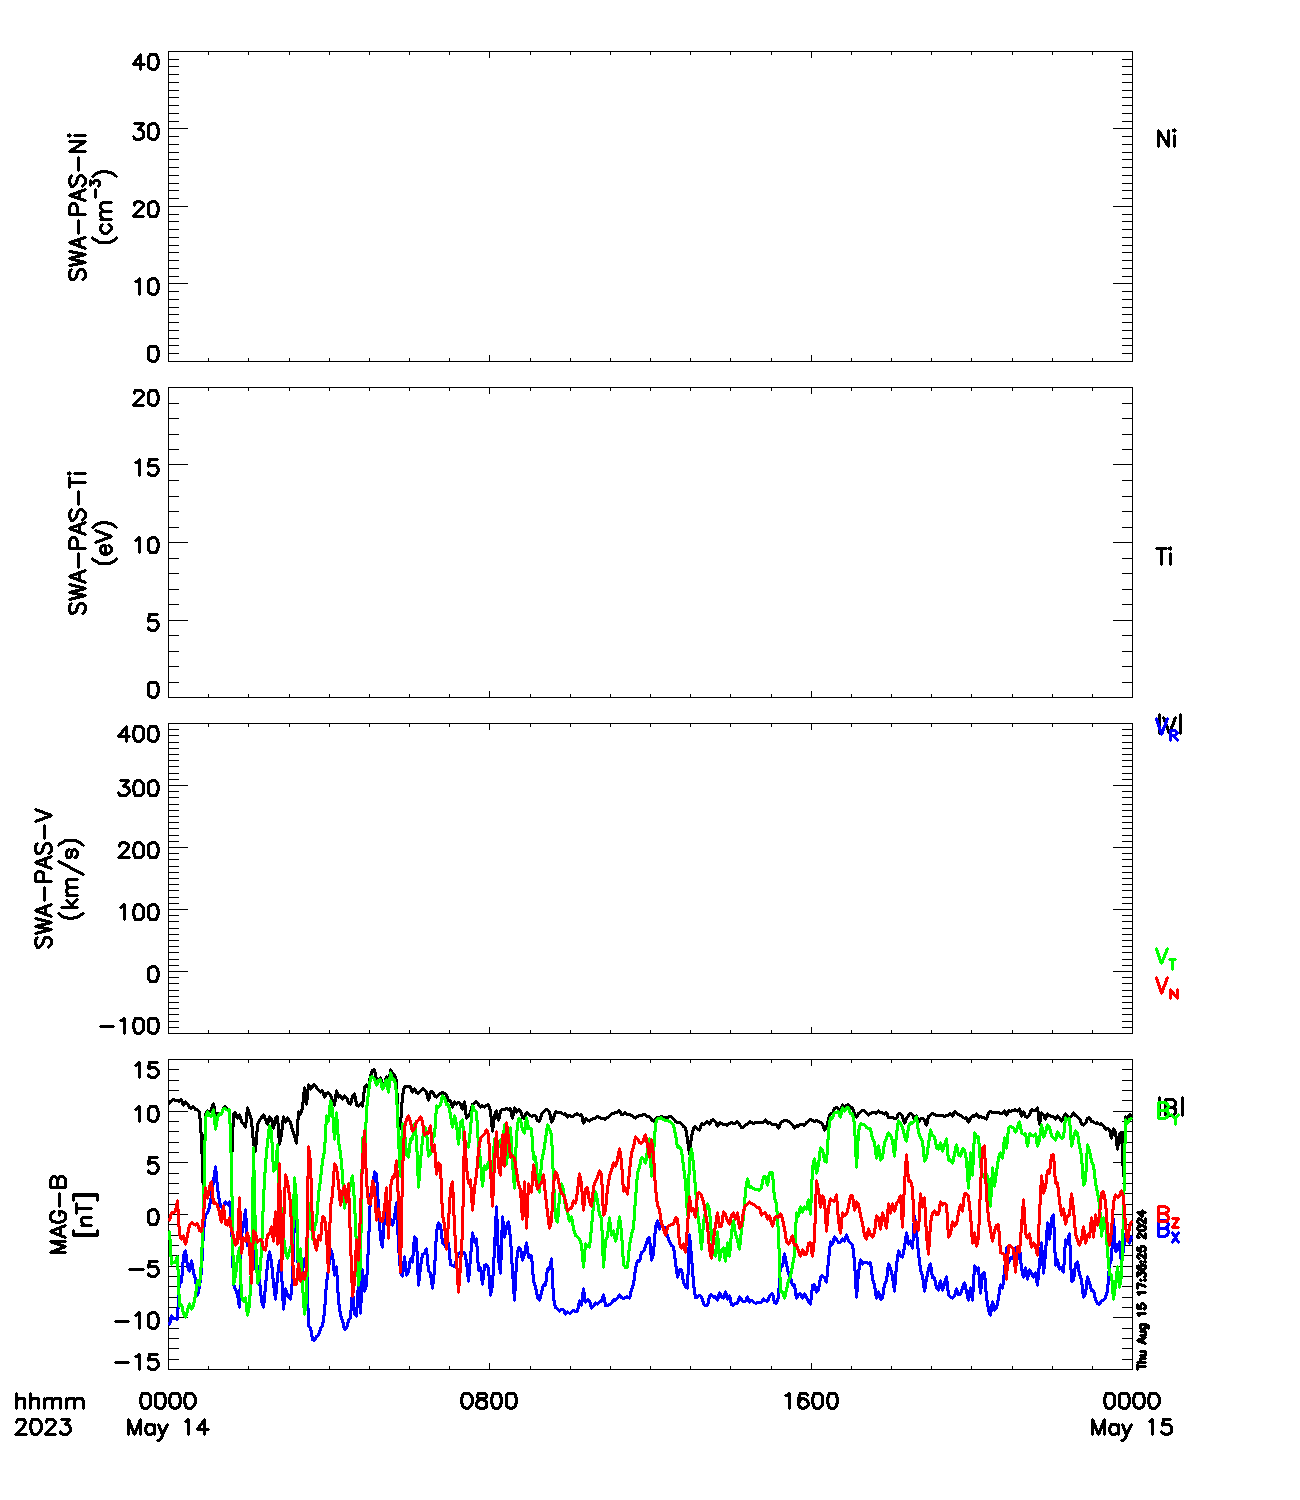 40
30
20
10
0
SWA-PAS-Ni
(cm-3)
Ni
20
15
10
5
0
SWA-PAS-Ti
(eV)
Ti
400
300
200
100
0
-100
SWA-PAS-V
(km/s)
|V|
VR
VT
VN
15
10
5
0
-5
-10
-15
MAG-B
[nT]
|B|
BY
BZ
BX
Thu Aug 15 17:36:25 2024
hhmm 0000 0800 1600 0000
2023 May 14 May 15